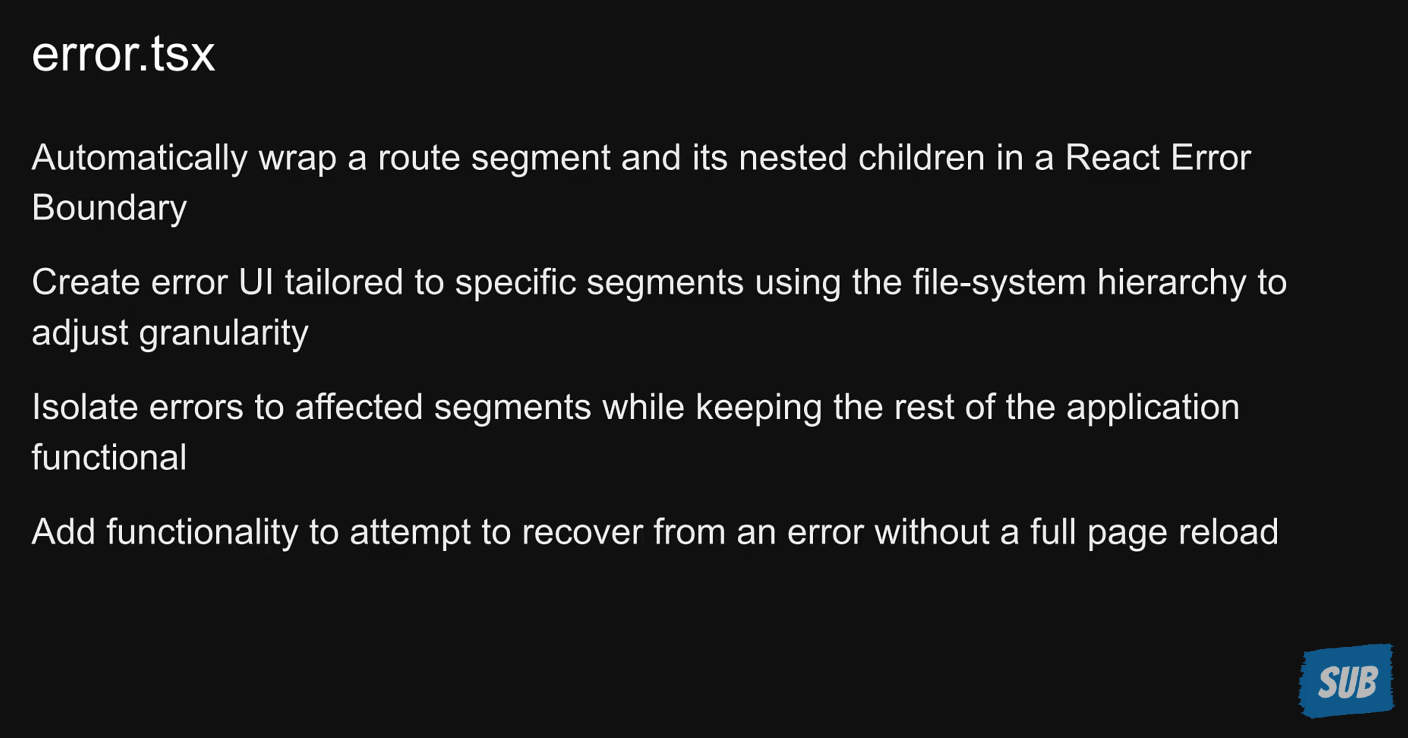 error.tsx
Automatically wrap a route segment and its nested children in a React Error
Boundary
Create error UI tailored to specific segments using the file-system hierarchy to
adjust granularity
Isolate errors to affected segments while keeping the rest of the application
functional
Add functionality to attempt to recover from an error without a full page reload
SUB